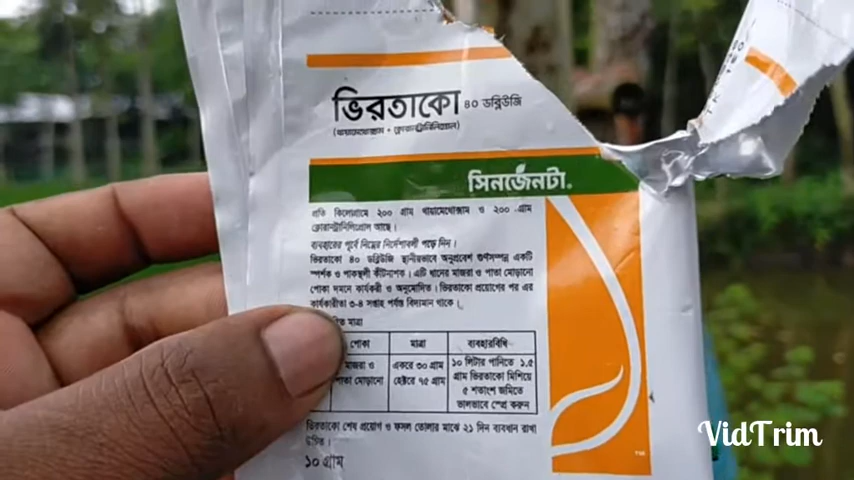 ভিরতাকো ৪০ ডব্লিউজি
(থায়ামেথোক্সাম + ক্লোরানট্রানিলিপ্রোল)
সিনজেনটা
প্রতি কিলোগ্রামে ২০০ গ্রাম থায়ামেথোক্সাম ও ২০০ গ্রাম
ক্লোরানট্রানিলিপ্রোল আছে।
ব্যবহারের পূর্বে নিম্নের নির্দেশাবলী পড়ে নিন।
ভিরতাকো ৪০ ডব্লিউজি স্থানীয়ভাবে অনুপ্রবেশ গুণসম্পন্ন একটি
স্পর্শক ও পাকস্থলী কীটনাশক। এটি ধানের মাজরা ও পাতা মোড়ানো
পোকা দমনে কার্যকরী ও অনুমোদিত। ভিরতাকো প্রয়োগের পর এর
কার্যকারীতা ৩-৪ সপ্তাহ পর্যন্ত বিদ্যমান থাকে।
মাত্রা
পোকা মাত্রা ব্যবহারবিধি
মাজরা ও একরে ৩০ গ্রাম ১০ লিটার পানিতে ১.৫
পাতা মোড়ানো হেক্টরে ৭৫ গ্রাম গ্রাম ভিরতাকো মিশিয়ে
৫ শতাংশ জমিতে
ভালভাবে স্প্রে করুন
ভিরতাকো শেষ প্রয়োগ ও ফসল তোলার মাঝে ২১ দিন ব্যবধান রাখা
উচিত।
১০ গ্রাম
VidTrim